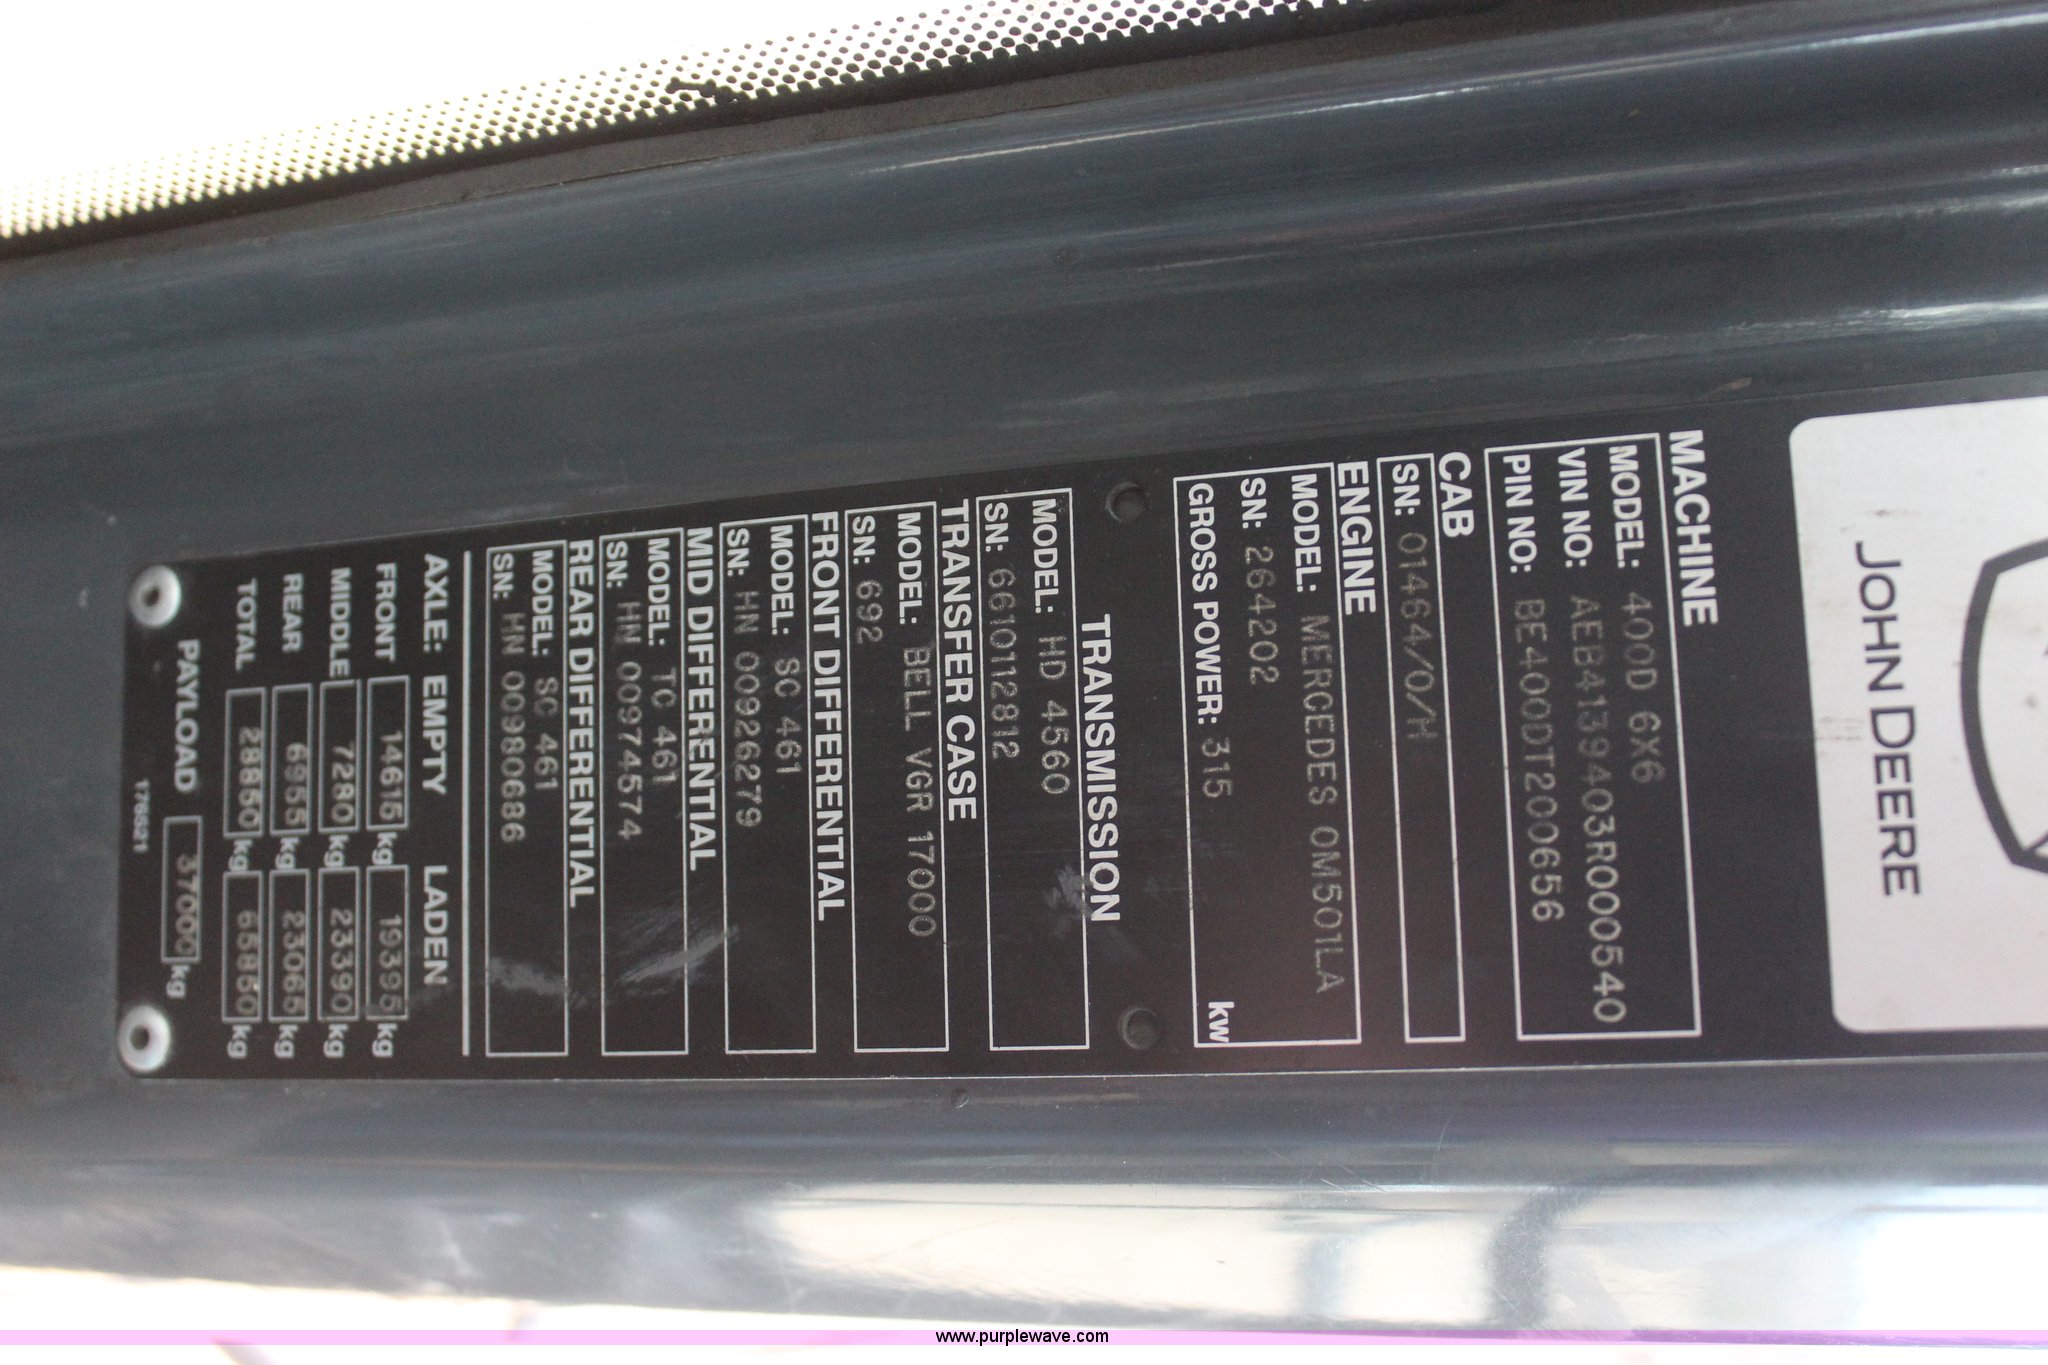 JOHN DEERE
MACHINE
MODEL: 400D 6X6
VIN NO: AEB4139403R000540
PIN NO: BE400DT200656
CAB
SN: 01464/0/H
ENGINE
MODEL: MERCEDES OM501LA
SN: 264202
GROSS POWER: 315 kw
TRANSMISSION
MODEL: HD 4560
SN: 6610112812
TRANSFER CASE
MODEL: BELL VGR 17000
SN: 692
FRONT DIFFERENTIAL
MODEL: SC 461
SN: HN 00926279
MID DIFFERENTIAL
MODEL: TC 461
SN: HN 00974574
REAR DIFFERENTIAL
MODEL: SC 461
SN: HN 00980686
AXLE: EMPTY LADEN
FRONT 14615 kg 19395 kg
MIDDLE 7280 kg 23390 kg
REAR 6955 kg 23065 kg
TOTAL 28860 kg 65850 kg
PAYLOAD 37000 kg
176521
www.purplewave.com